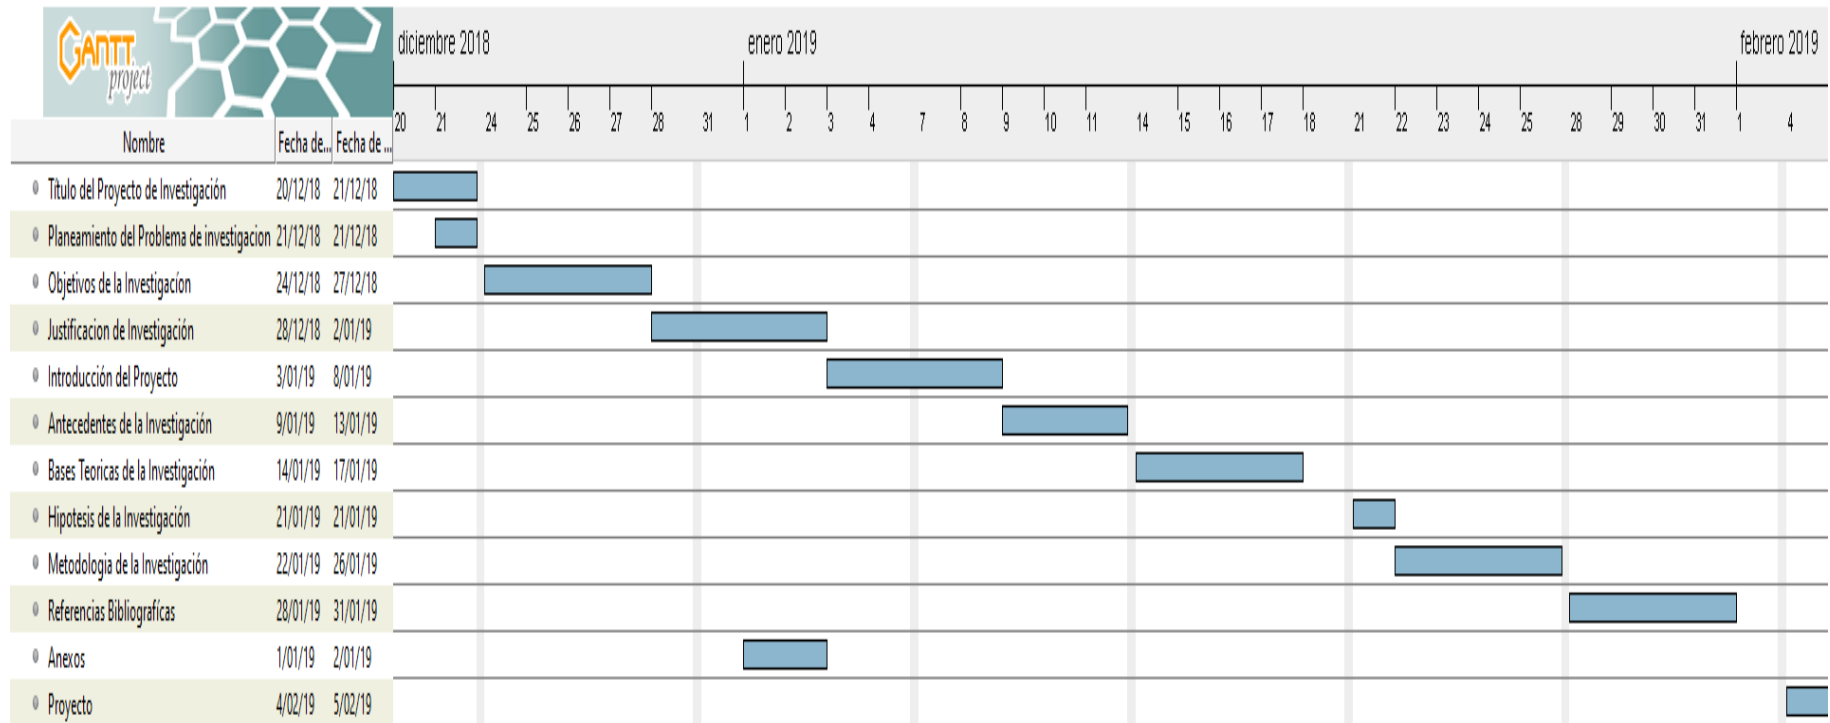 GANTT
project
diciembre 2018 enero 2019 febrero 2019
20 21 24 25 26 27 28 31 1 2 3 4 7 8 9 10 11 14 15 16 17 18 21 22 23 24 25 28 29 30 31 1 4
Nombre Fecha de... Fecha de ...
Título del Proyecto de Investigación 20/12/18 21/12/18
Planeamiento del Problema de investigacion 21/12/18 21/12/18
Objetivos de la Investigacíon 24/12/18 27/12/18
Justificacion de Investigación 28/12/18 2/01/19
Introducción del Proyecto 3/01/19 8/01/19
Antecedentes de la Investigación 9/01/19 13/01/19
Bases Teoricas de la Investigación 14/01/19 17/01/19
Hipotesis de la Investigación 21/01/19 21/01/19
Metodologia de la Investigación 22/01/19 26/01/19
Referencias Bibliografícas 28/01/19 31/01/19
Anexos 1/01/19 2/01/19
Proyecto 4/02/19 5/02/19